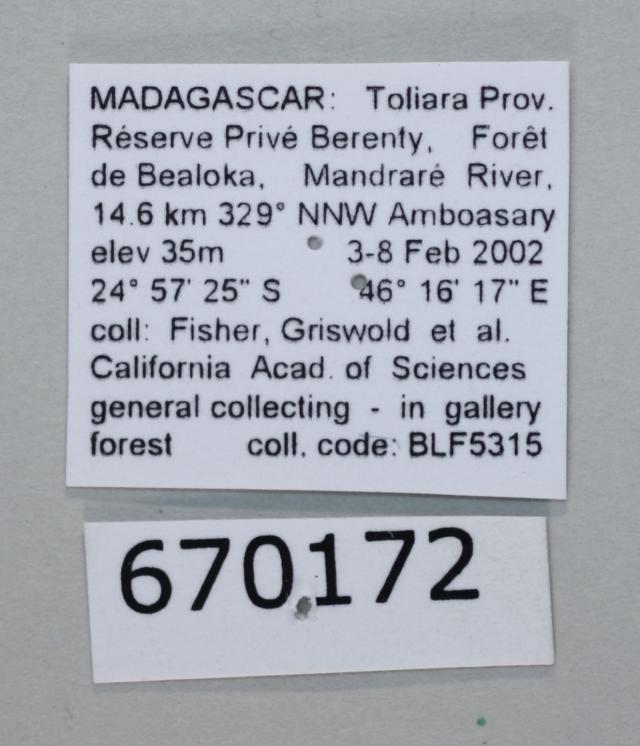 MADAGASCAR: Toliara Prov.
Réserve Privé Berenty, Forêt
de Bealoka, Mandraré River,
14.6 km 329° NNW Amboasary
elev 35m 3-8 Feb 2002
24° 57' 25" S 46° 16' 17" E
coll: Fisher, Griswold et al.
California Acad. of Sciences
general collecting - in gallery
forest coll. code: BLF5315
670172